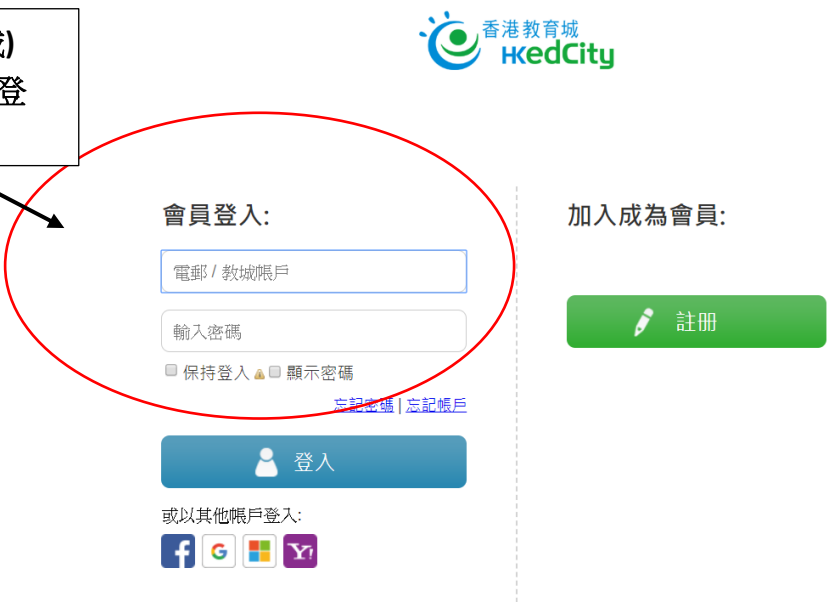 )
登
香港教育城
HKedCity
會員登入:
電郵 / 教城帳戶
輸入密碼
保持登入 顯示密碼
忘記密碼 | 忘記帳戶
登入
或以其他帳戶登入:
加入成為會員:
註冊